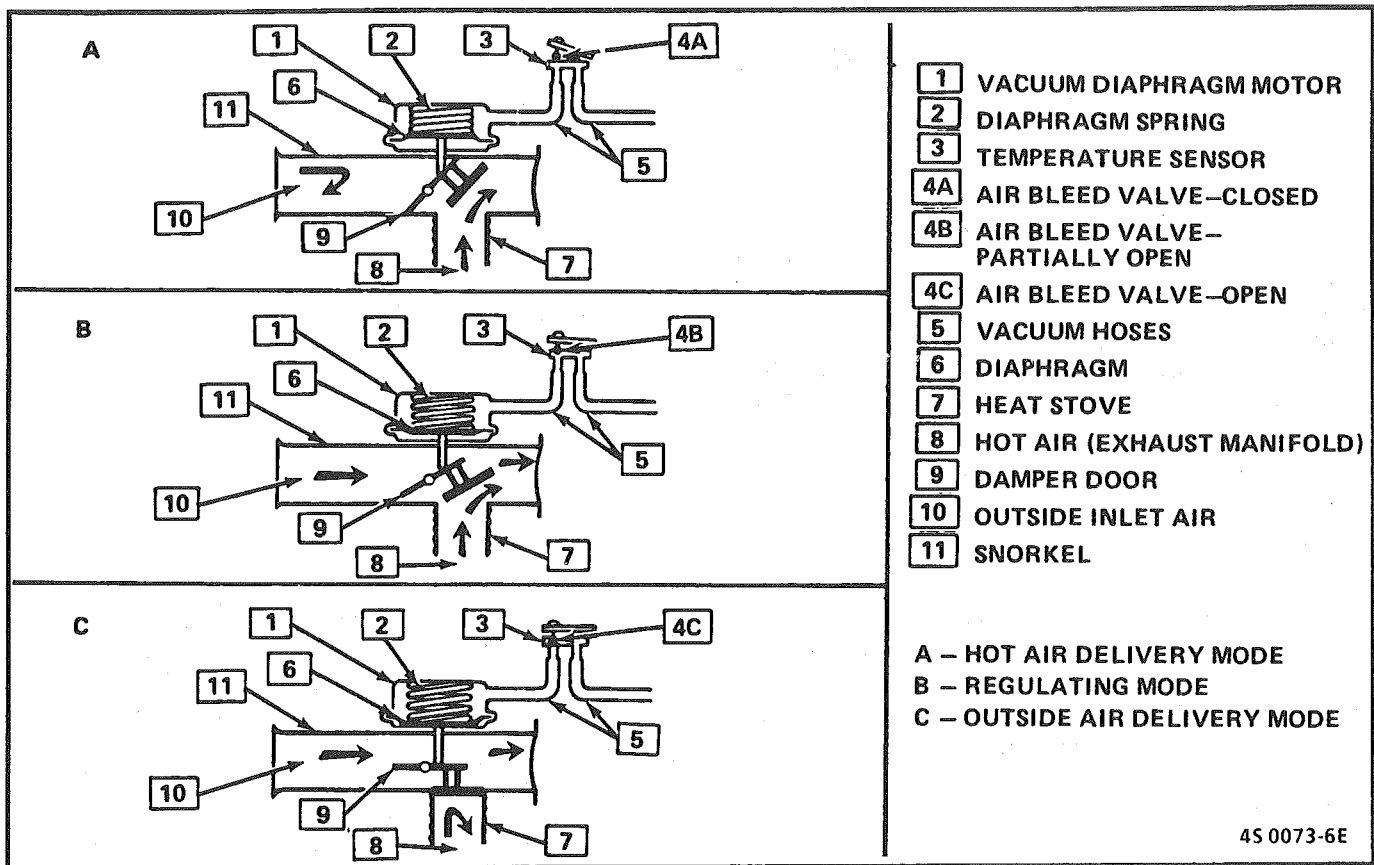 A
1
2
3
4A
6
11
5
10
9
8
7
B
1
2
3
4B
6
11
5
10
9
8
7
C
1
2
3
4C
6
11
5
10
9
8
7
1 VACUUM DIAPHRAGM MOTOR
2 DIAPHRAGM SPRING
3 TEMPERATURE SENSOR
4A AIR BLEED VALVE–CLOSED
4B AIR BLEED VALVE–
PARTIALLY OPEN
4C AIR BLEED VALVE–OPEN
5 VACUUM HOSES
6 DIAPHRAGM
7 HEAT STOVE
8 HOT AIR (EXHAUST MANIFOLD)
9 DAMPER DOOR
10 OUTSIDE INLET AIR
11 SNORKEL
A – HOT AIR DELIVERY MODE
B – REGULATING MODE
C – OUTSIDE AIR DELIVERY MODE
4S 0073-6E